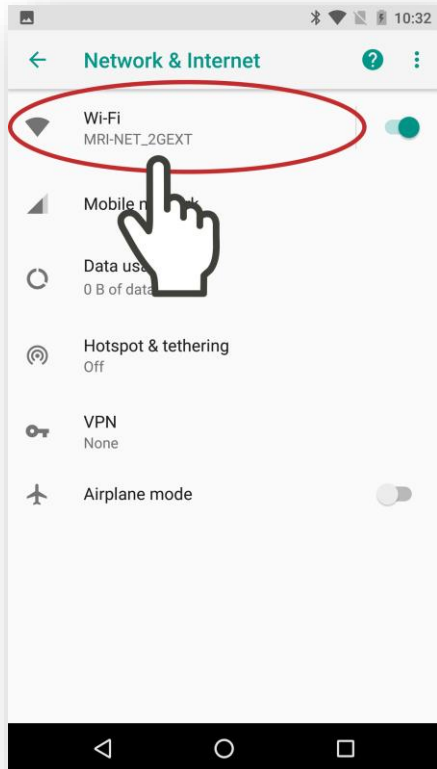 10:32
Network & Internet
?
Wi-Fi
MRI-NET_2GEXT
Mobile
Data
0 B of data
Hotspot & tethering
Off
VPN
None
Airplane mode